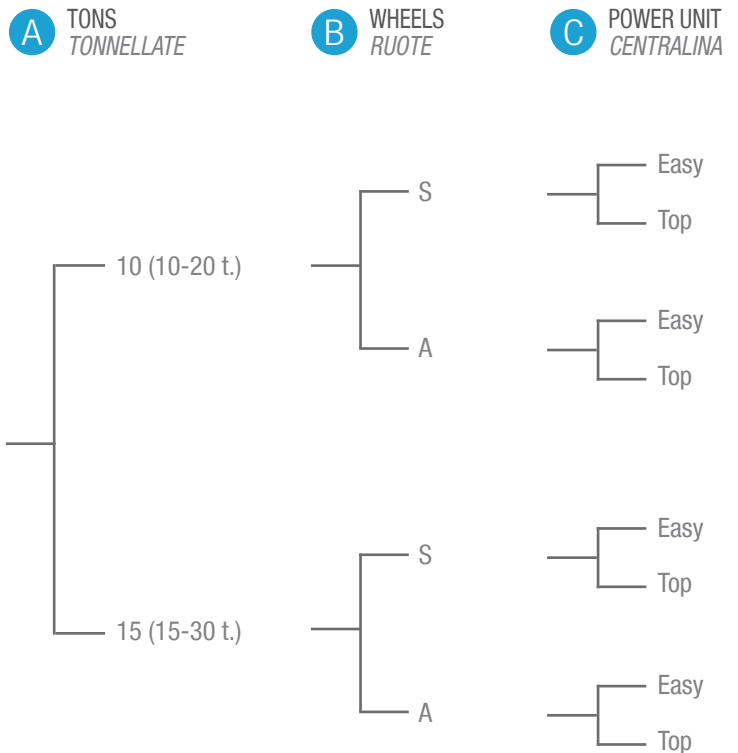 A TONS
TONNELLATE
B WHEELS
RUOTE
C POWER UNIT
CENTRALINA
10 (10-20 t.)
S
Easy
Top
A
Easy
Top
15 (15-30 t.)
S
Easy
Top
A
Easy
Top